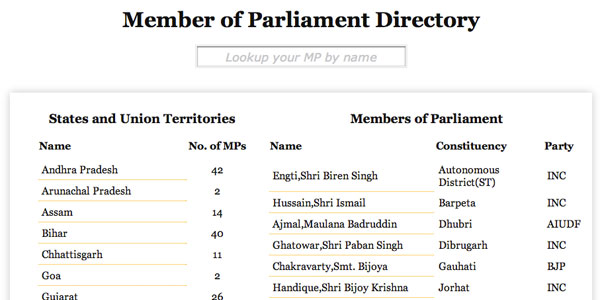 Member of Parliament Directory
Lookup your MP by name
States and Union Territories
Name No. of MPs
Andhra Pradesh 42
Arunachal Pradesh 2
Assam 14
Bihar 40
Chhattisgarh 11
Goa 2
Gujarat 26
Members of Parliament
Name Constituency Party
Engti,Shri Biren Singh Autonomous District(ST) INC
Hussain,Shri Ismail Barpeta INC
Ajmal,Maulana Badruddin Dhubri AIUDF
Ghatowar,Shri Paban Singh Dibrugarh INC
Chakravarty,Smt. Bijoya Gauhati BJP
Handique,Shri Bijoy Krishna Jorhat INC